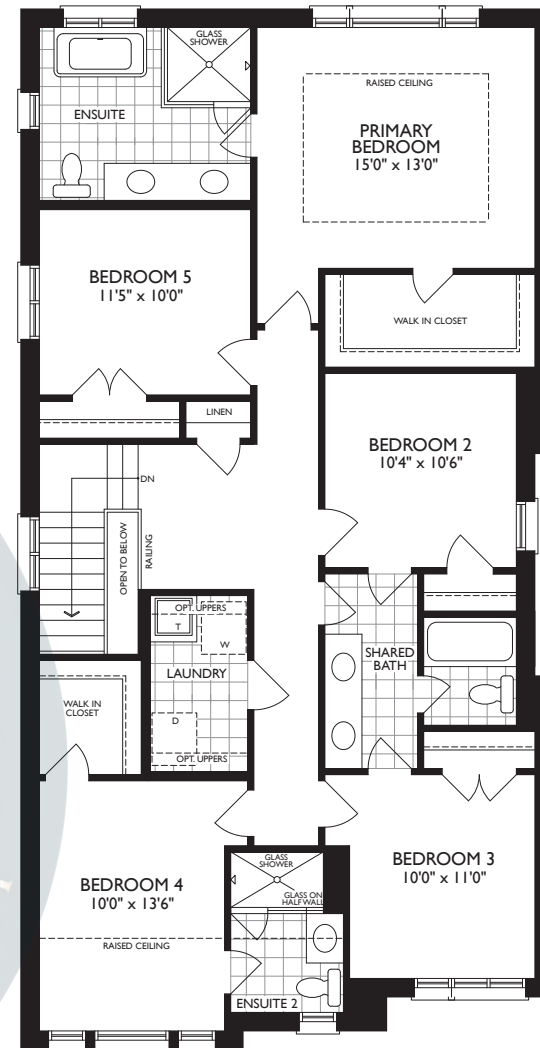 GLASS
SHOWER
ENSUITE
RAISED CEILING
PRIMARY
BEDROOM
15'0" x 13'0"
BEDROOM 5
11'5" x 10'0"
WALK IN CLOSET
LINEN
BEDROOM 2
10'4" x 10'6"
DN
OPEN TO BELOW
RAILING
OPT. UPPERS
T
W
LAUNDRY
D
OPT. UPPERS
SHARED
BATH
WALK IN
CLOSET
BEDROOM 4
10'0" x 13'6"
RAISED CEILING
GLASS
SHOWER
GLASS ON
HALF WALL
ENSUITE 2
BEDROOM 3
10'0" x 11'0"